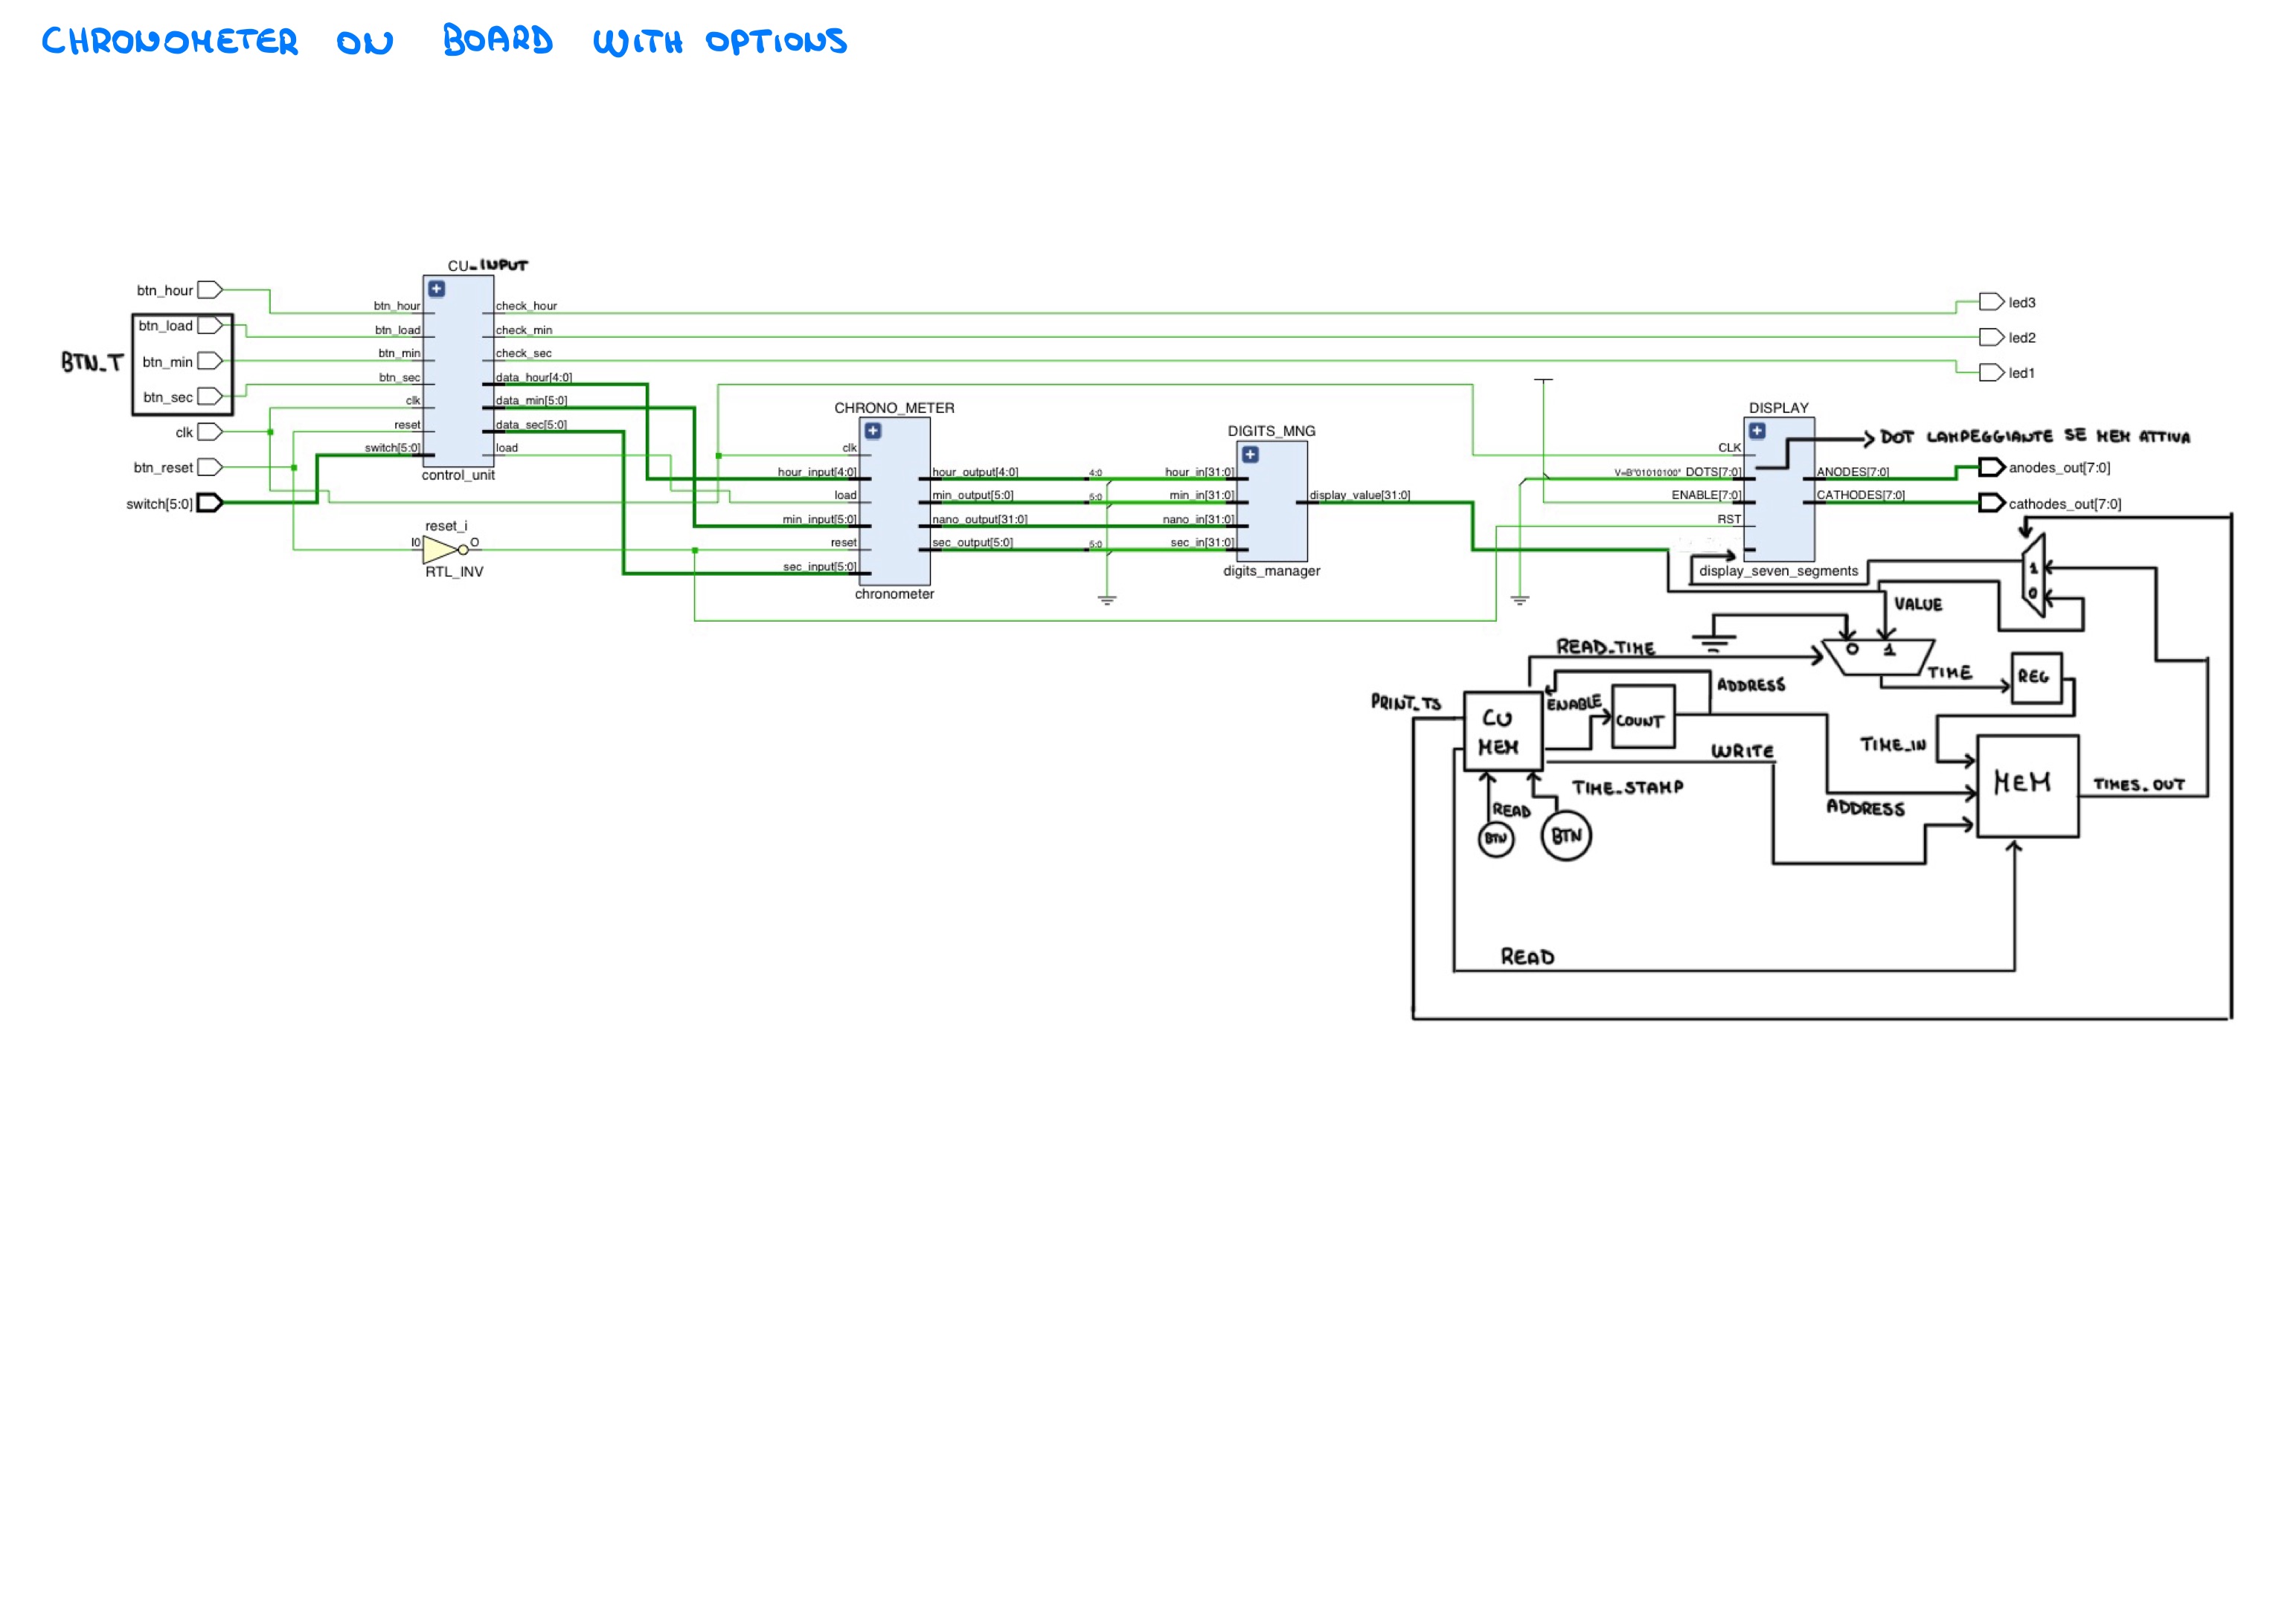 CHRONOMETER ON BOARD WITH OPTIONS
CU_INPUT
btn_hour
btn_load
btn_min
btn_sec
BTN_T
clk
btn_reset
switch[5:0]
btn_hour
btn_load
btn_min
btn_sec
clk
reset
switch[5:0]
check_hour
check_min
check_sec
data_hour[4:0]
data_min[5:0]
data_sec[5:0]
load
control_unit
reset_i
I0
O
RTL_INV
CHRONO_METER
clk
hour_input[4:0]
load
min_input[5:0]
reset
sec_input[5:0]
hour_output[4:0]
min_output[5:0]
nano_output[31:0]
sec_output[5:0]
chronometer
4:0
5:0
5:0
DIGITS_MNG
hour_in[31:0]
min_in[31:0]
nano_in[31:0]
sec_in[31:0]
display_value[31:0]
digits_manager
DISPLAY
CLK
V=B"01010100" DOTS[7:0]
ENABLE[7:0]
RST
ANODES[7:0]
CATHODES[7:0]
display_seven_segments
led3
led2
led1
DOT LAMPEGGIANTE SE MEM ATTIVA
anodes_out[7:0]
cathodes_out[7:0]
1
0
VALUE
0 1
READ_TIME
TIME
REG
ADDRESS
PRINT_TS
ENABLE
CU
MEM
COUNT
WRITE
TIME_IN
MEM
TIMES_OUT
TIME_STAMP
ADDRESS
READ
BTN
BTN
READ